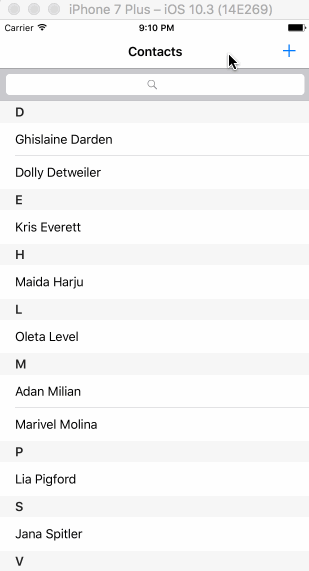 iPhone 7 Plus – iOS 10.3 (14E269)
Carrier 9:10 PM
Contacts +
D
Ghislaine Darden
Dolly Detweiler
E
Kris Everett
H
Maida Harju
L
Oleta Level
M
Adan Milian
Marivel Molina
P
Lia Pigford
S
Jana Spitler
V